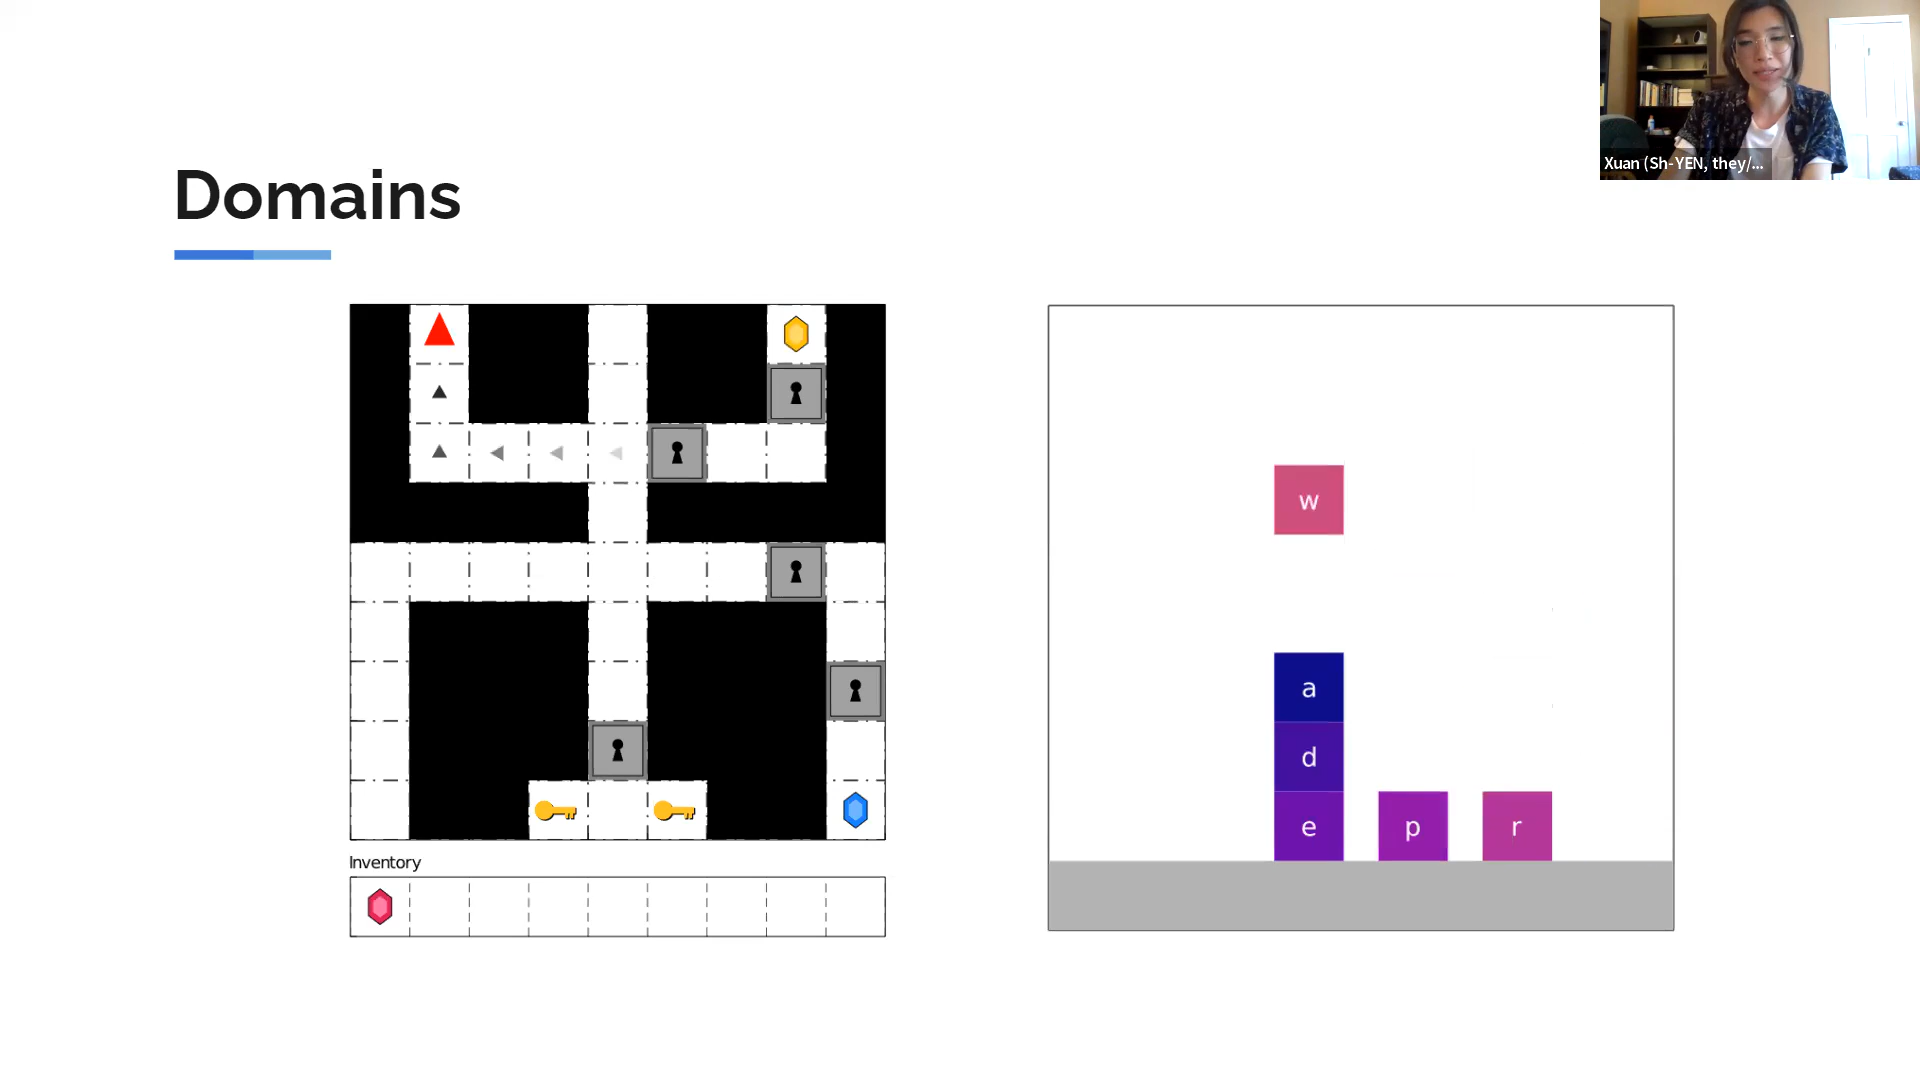 Xuan (Sh-YEN, they/...
Domains
w
a
d
e p r
Inventory